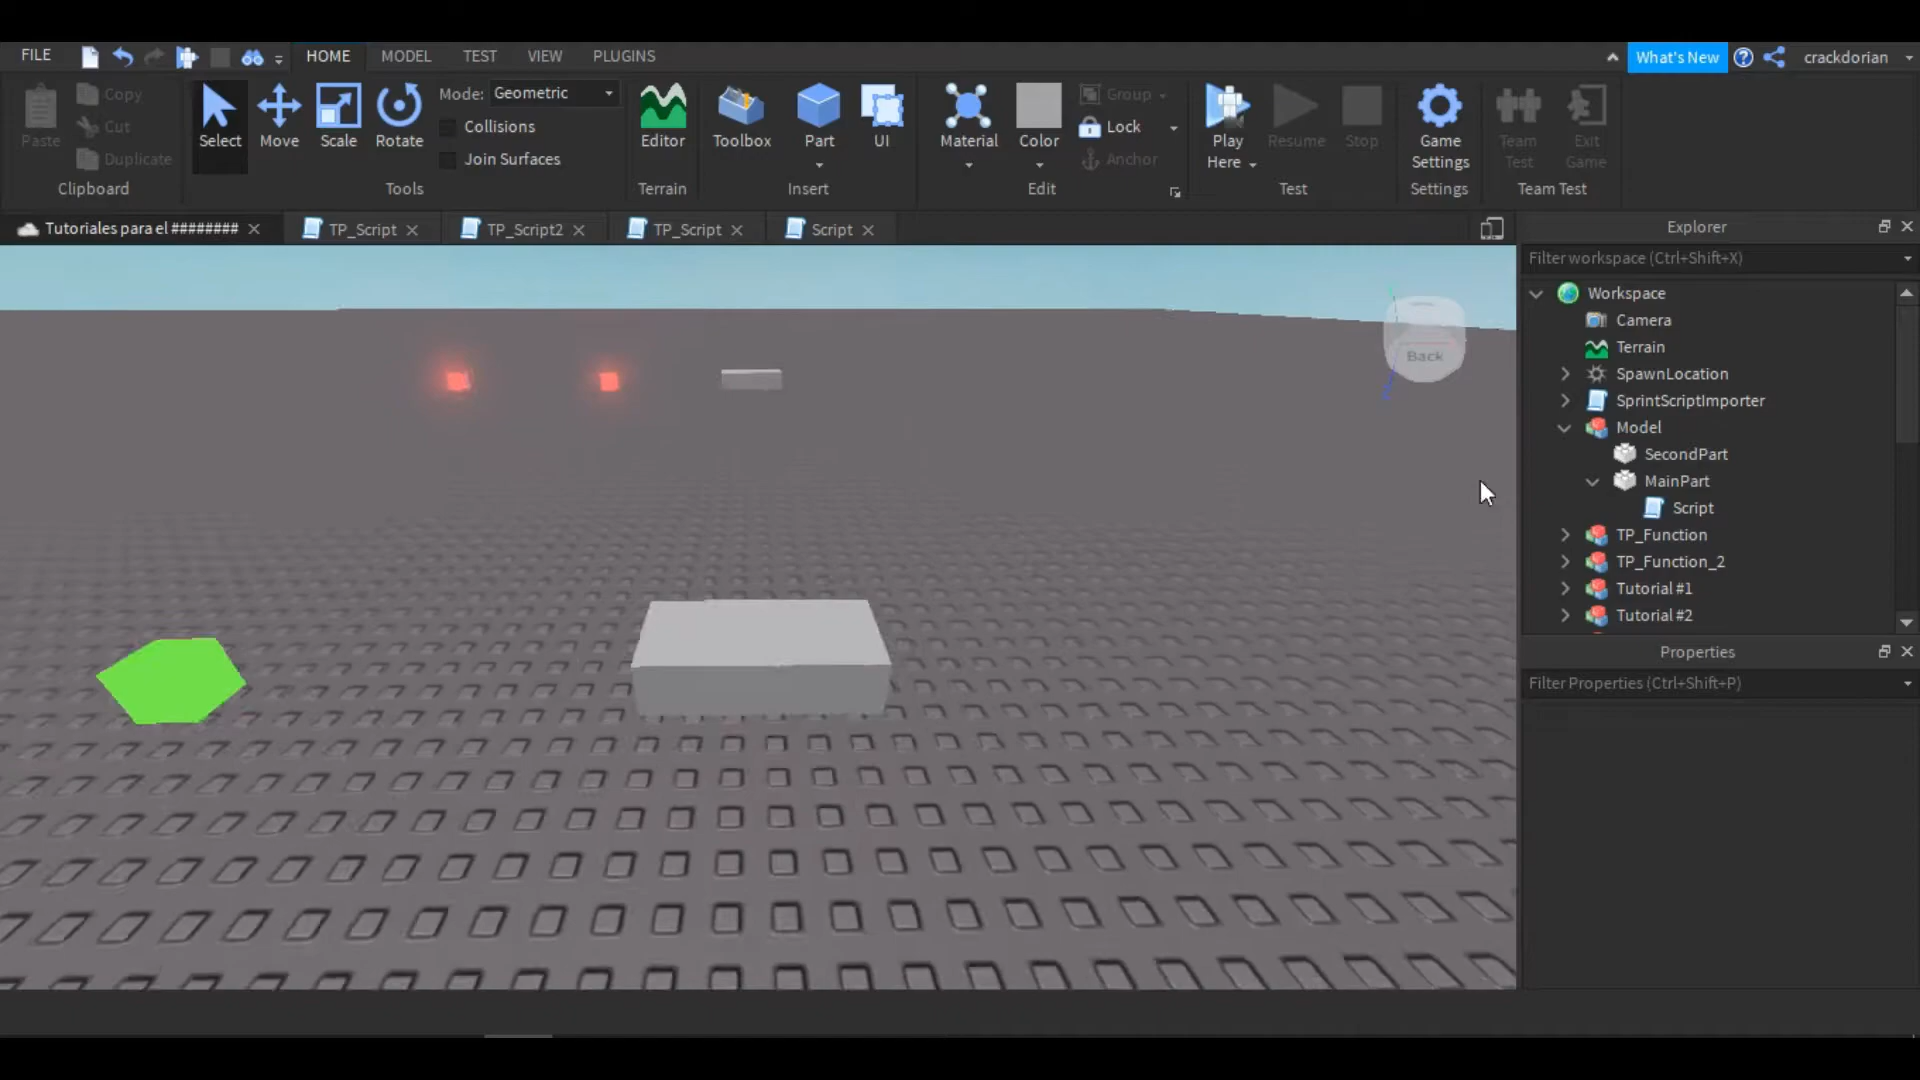 FILE HOME MODEL TEST VIEW PLUGINS What's New crackdorian
Paste Copy Cut Duplicate Clipboard
Select Move Scale Rotate Mode: Geometric Collisions Join Surfaces Tools
Editor Terrain
Toolbox Part UI Insert
Material Color Group Lock Anchor Edit
Play Here Resume Stop Test
Game Settings Settings
Team Test Exit Game Team Test
Tutoriales para el ######## TP_Script TP_Script2 TP_Script Script
Back
Explorer
Filter workspace (Ctrl+Shift+X)
Workspace
Camera
Terrain
SpawnLocation
SprintScriptImporter
Model
SecondPart
MainPart
Script
TP_Function
TP_Function_2
Tutorial #1
Tutorial #2
Properties
Filter Properties (Ctrl+Shift+P)